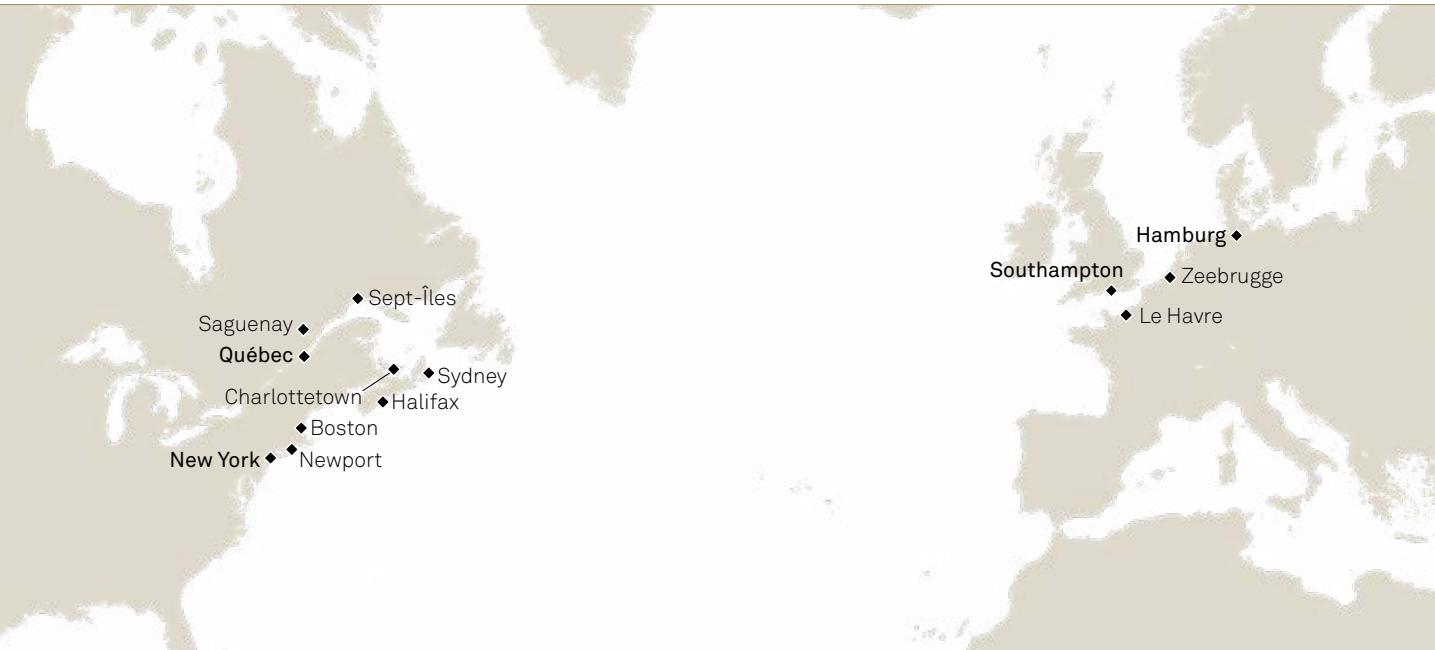 Hamburg
Southampton
Zeebrugge
Sept-Îles
Le Havre
Saguenay
Québec
Sydney
Charlottetown
Halifax
Boston
New York
Newport